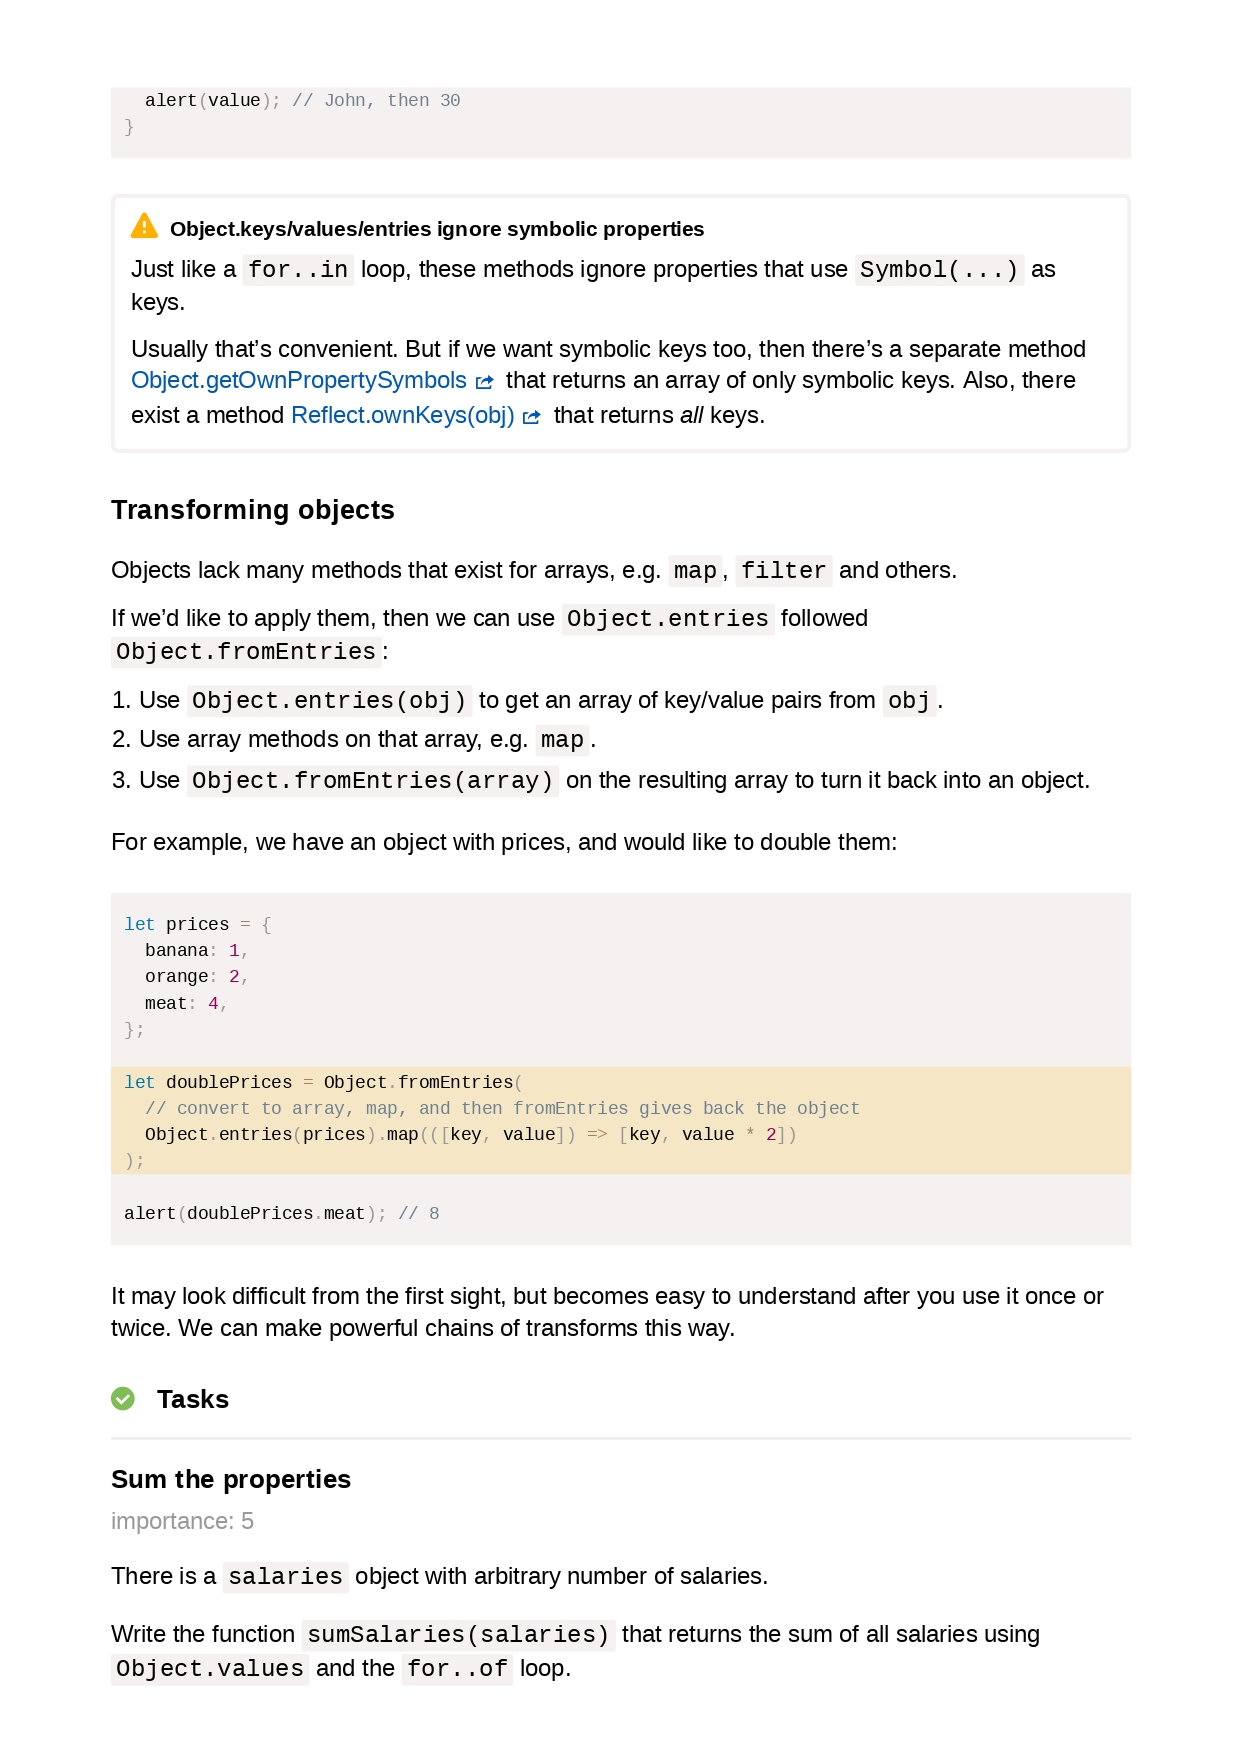 alert(value); // John, then 30
}
Object.keys/values/entries ignore symbolic properties
Just like a for..in loop, these methods ignore properties that use Symbol(...) as
keys.
Usually that’s convenient. But if we want symbolic keys too, then there’s a separate method
Object.getOwnPropertySymbols that returns an array of only symbolic keys. Also, there
exist a method Reflect.ownKeys(obj) that returns all keys.
Transforming objects
Objects lack many methods that exist for arrays, e.g. map, filter and others.
If we’d like to apply them, then we can use Object.entries followed
Object.fromEntries:
1. Use Object.entries(obj) to get an array of key/value pairs from obj.
2. Use array methods on that array, e.g. map.
3. Use Object.fromEntries(array) on the resulting array to turn it back into an object.
For example, we have an object with prices, and would like to double them:
let prices = {
  banana: 1,
  orange: 2,
  meat: 4,
};
let doublePrices = Object.fromEntries(
  // convert to array, map, and then fromEntries gives back the object
  Object.entries(prices).map(([key, value]) => [key, value * 2])
);
alert(doublePrices.meat); // 8
It may look difficult from the first sight, but becomes easy to understand after you use it once or
twice. We can make powerful chains of transforms this way.
Tasks
Sum the properties
importance: 5
There is a salaries object with arbitrary number of salaries.
Write the function sumSalaries(salaries) that returns the sum of all salaries using
Object.values and the for..of loop.